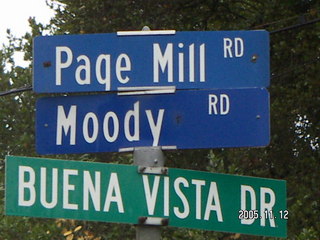 Page Mill RD
Moody RD
BUENA VISTA DR
2005.11.12